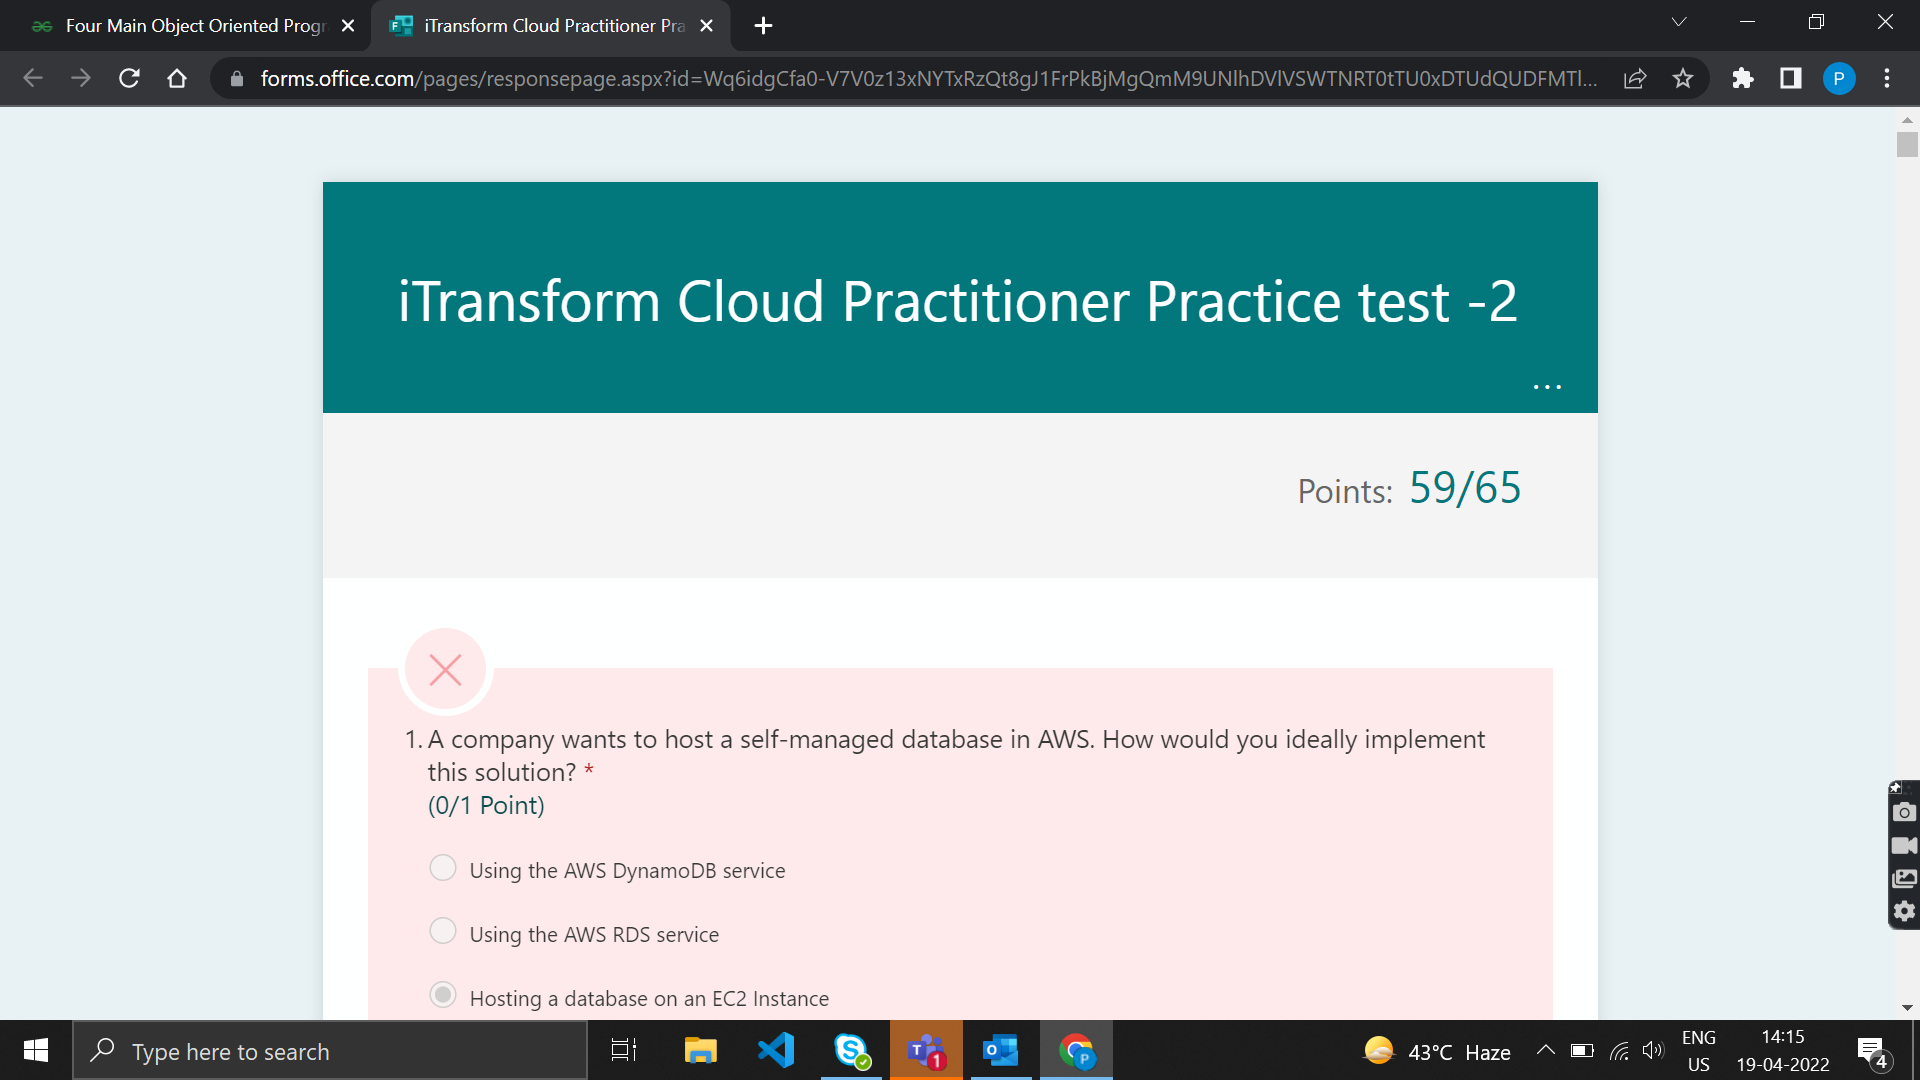 Four Main Object Oriented Progr
iTransform Cloud Practitioner Pra
forms.office.com/pages/responsepage.aspx?id=Wq6idgCfa0-V7V0z13xNYTxRzQt8gJ1FrPkBjMgQmM9UNlhDVlVSWTNRT0tTU0xDTUdQUDFMTl...
P
iTransform Cloud Practitioner Practice test -2
...
Points: 59/65
1. A company wants to host a self-managed database in AWS. How would you ideally implement
this solution? *
(0/1 Point)
Using the AWS DynamoDB service
Using the AWS RDS service
Hosting a database on an EC2 Instance
Type here to search
1
P
43°C Haze
ENG
US
14:15
19-04-2022
4